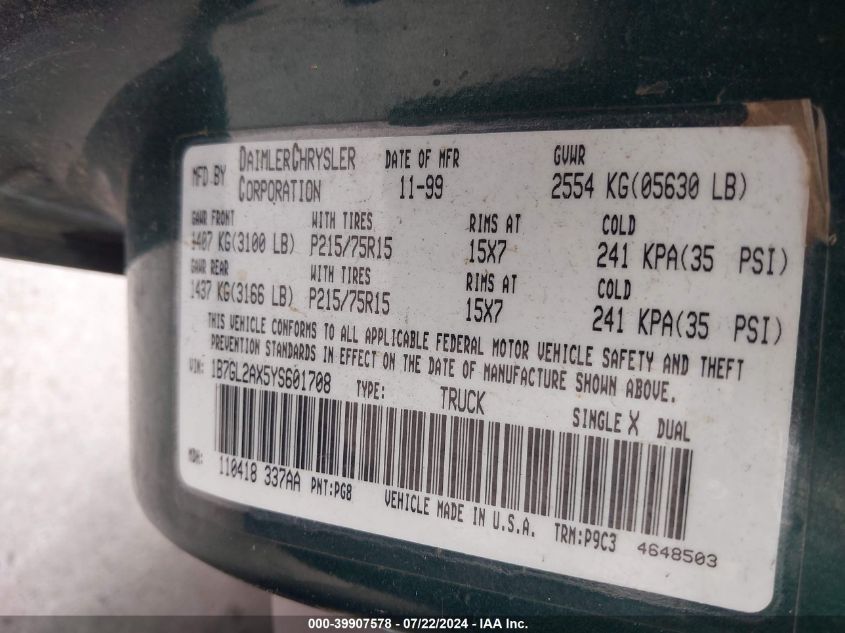 MFD BY DAIMLERCHRYSLER CORPORATION DATE OF MFR 11-99 GVWR 2554 KG(05630 LB)
GAWR FRONT WITH TIRES RIMS AT COLD
1407 KG(3100 LB) P215/75R15 15X7 241 KPA(35 PSI)
GAWR REAR WITH TIRES RIMS AT COLD
1437 KG(3166 LB) P215/75R15 15X7 241 KPA(35 PSI)
THIS VEHICLE CONFORMS TO ALL APPLICABLE FEDERAL MOTOR VEHICLE SAFETY AND THEFT
PREVENTION STANDARDS IN EFFECT ON THE DATE OF MANUFACTURE SHOWN ABOVE.
VIN: 1B7GL2AX5YS601708 TYPE: TRUCK SINGLE X DUAL
MDH: 110418 337AA PNT:PG8 VEHICLE MADE IN U.S.A. TRM:P9C3 4648503
000-39907578 - 07/22/2024 - IAA Inc.